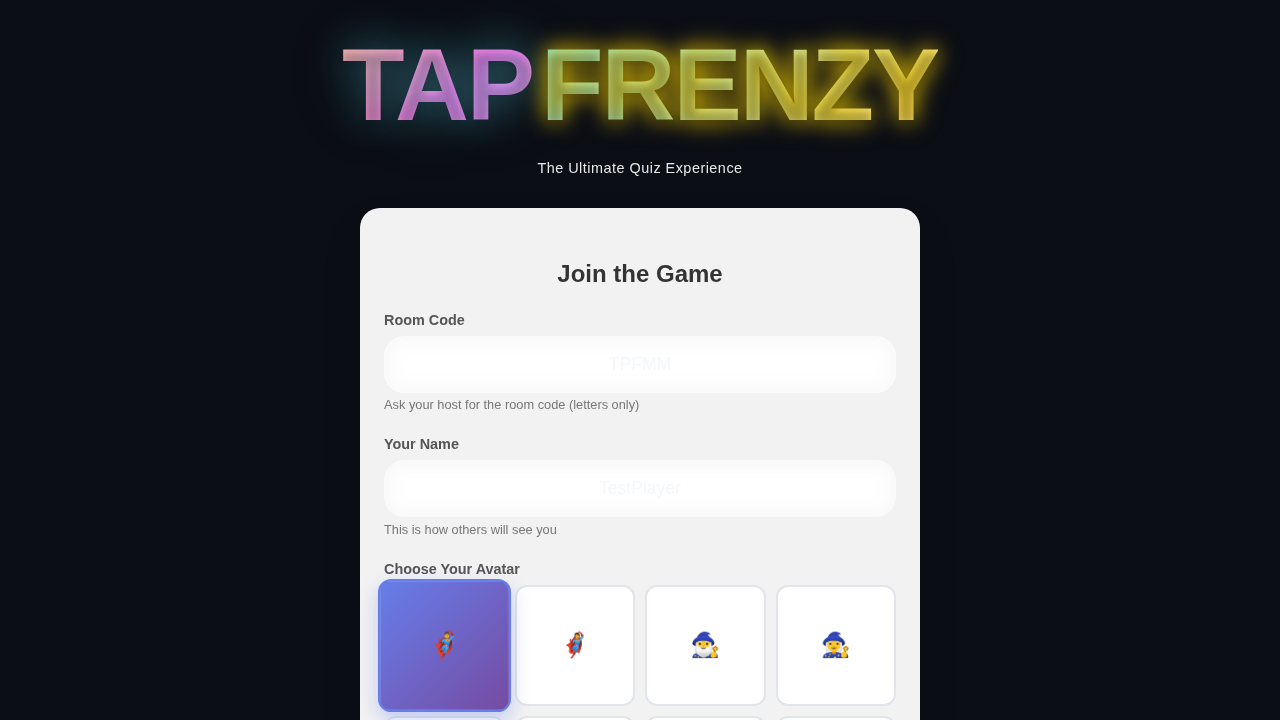 TAP FRENZY
The Ultimate Quiz Experience
Join the Game
Room Code
TPFMM
Ask your host for the room code (letters only)
Your Name
TestPlayer
This is how others will see you
Choose Your Avatar